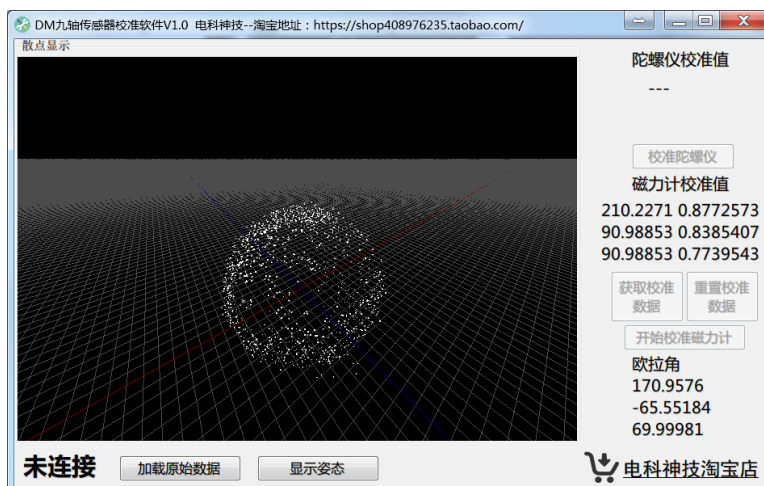 DM九轴传感器校准软件V1.0 电科神技--淘宝地址：https://shop408976235.taobao.com/
散点显示
陀螺仪校准值
---
校准陀螺仪
磁力计校准值
210.2271 0.8772573
90.98853 0.8385407
90.98853 0.7739543
获取校准
数据
重置校准
数据
开始校准磁力计
欧拉角
170.9576
-65.55184
69.99981
未连接
加载原始数据
显示姿态
电科神技淘宝店